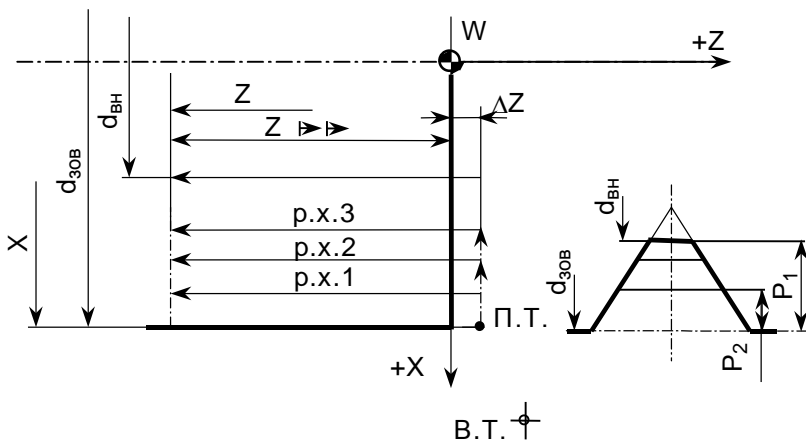 W
+Z
Z
ΔZ
Z
dвн
dзов
X
р.х.3
р.х.2
р.х.1
П.Т.
+X
В.Т.
dвн
dзов
P1
P2